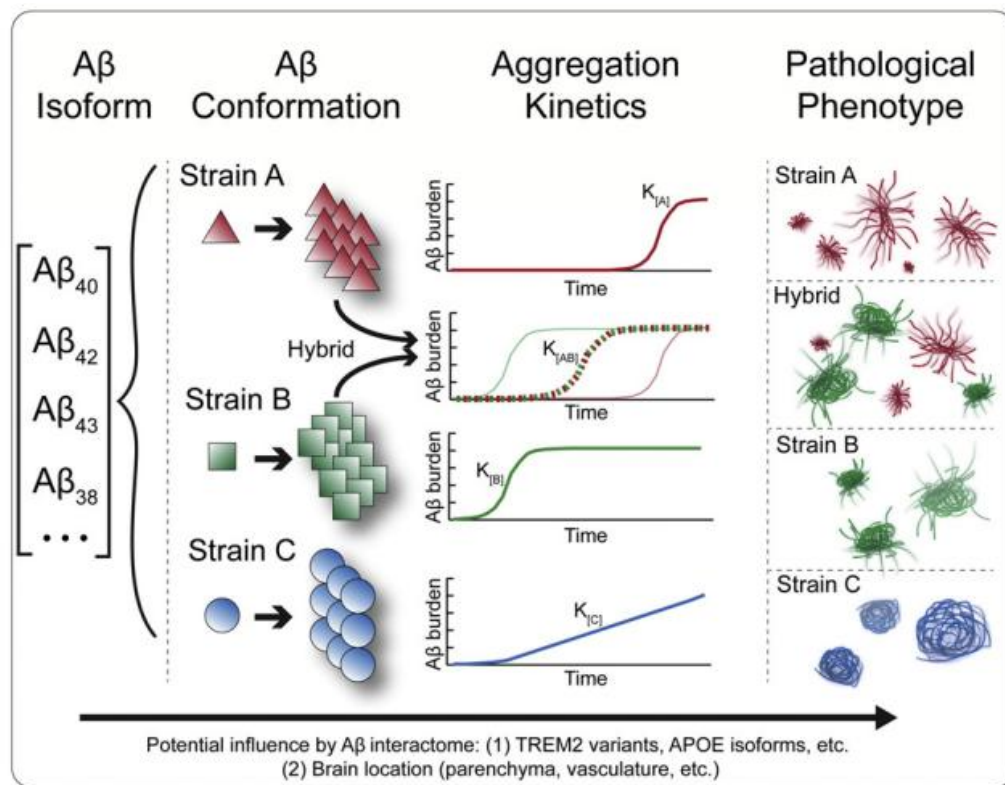 Aβ
Isoform
Aβ
Conformation
Aggregation
Kinetics
Pathological
Phenotype
Aβ40
Aβ42
Aβ43
Aβ38
...
Strain A
Hybrid
Strain B
Strain C
Aβ burden
K[A]
Time
Aβ burden
K[AB]
Time
Aβ burden
K[B]
Time
Aβ burden
K[C]
Time
Strain A
Hybrid
Strain B
Strain C
Potential influence by Aβ interactome: (1) TREM2 variants, APOE isoforms, etc.
(2) Brain location (parenchyma, vasculature, etc.)